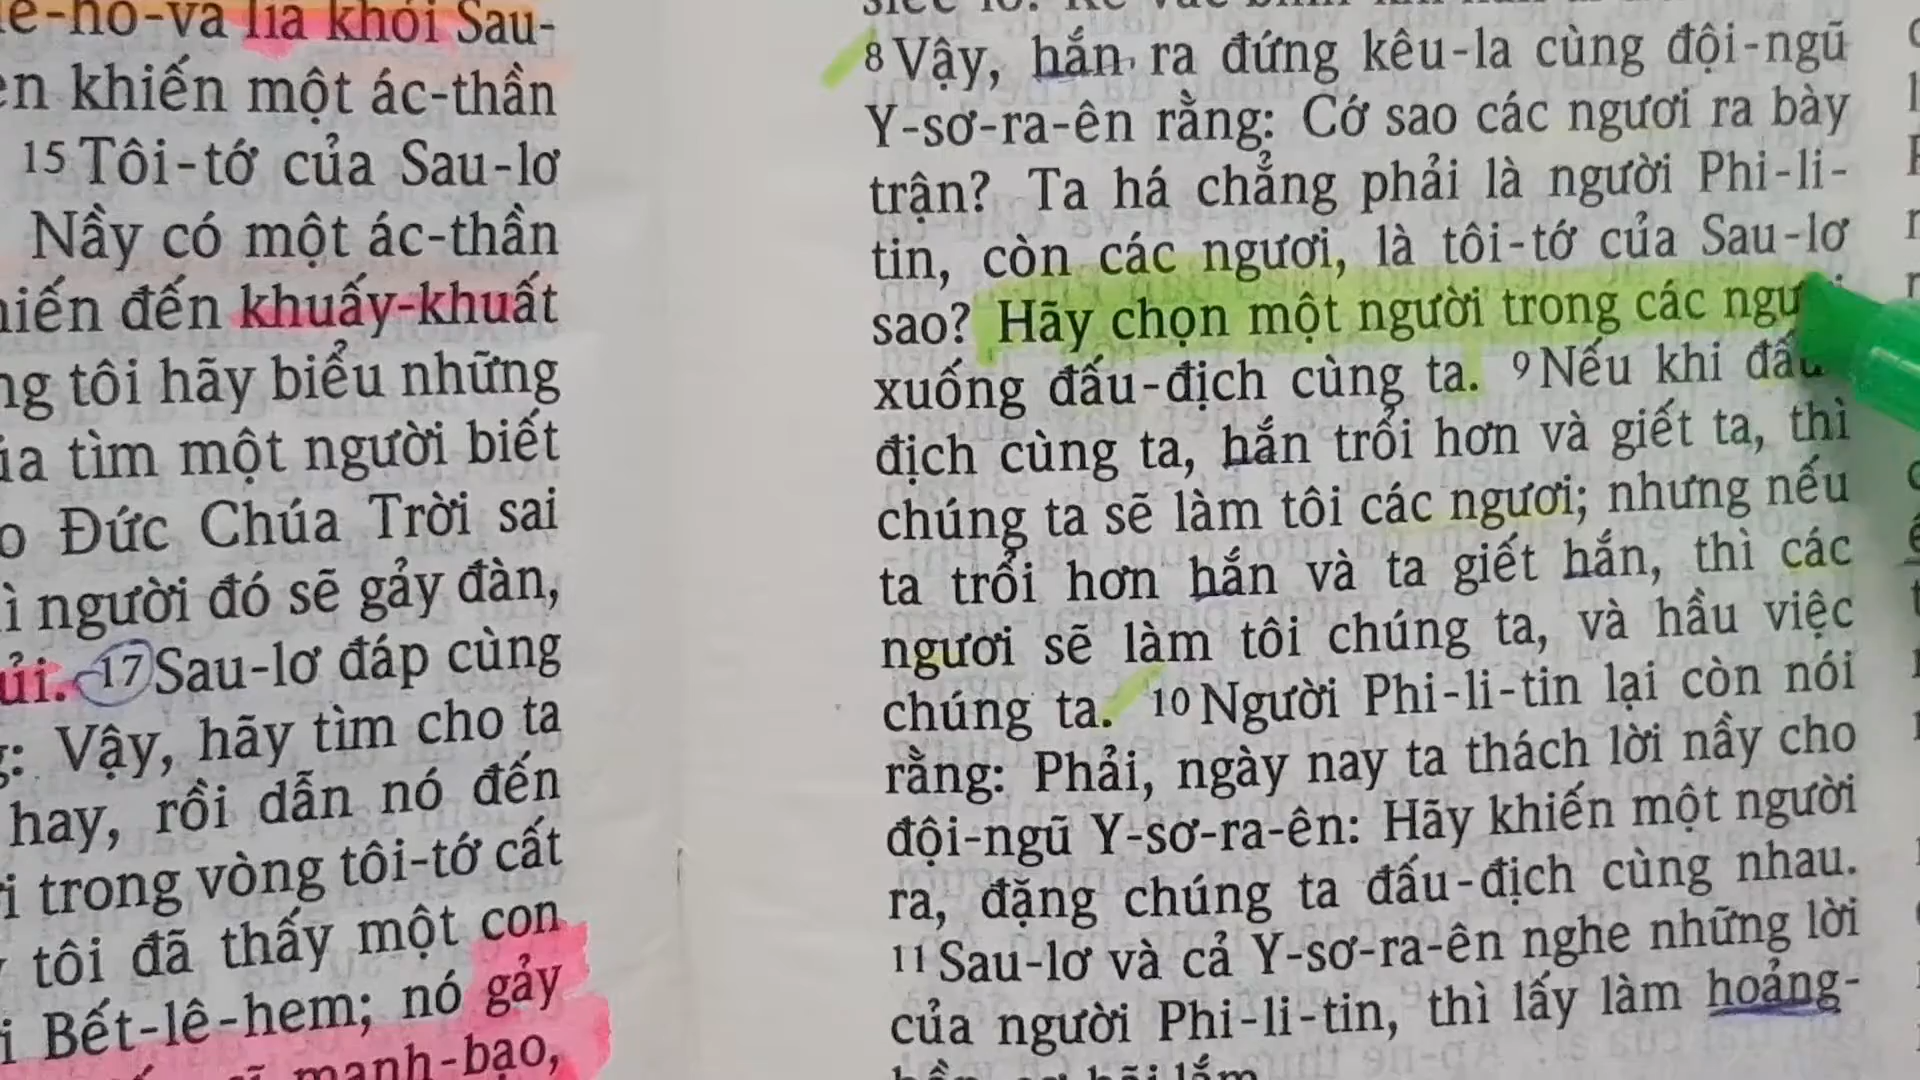 lìa khỏi Sau-
khiến một ác-thần
15 Tôi-tớ của Sau-lơ
Nầy có một ác-thần
đến khuấy-khuất
tôi hãy biểu những
tìm một người biết
Đức Chúa Trời sai
người đó sẽ gảy đàn,
17 Sau-lơ đáp cùng
Vậy, hãy tìm cho ta
hay, rồi dẫn nó đến
trong vòng tôi-tớ cất
tôi đã thấy một con
Bết-lê-hem; nó gảy
mạnh-bạo,
8 Vậy, hắn ra đứng kêu-la cùng đội-ngũ
Y-sơ-ra-ên rằng: Cớ sao các ngươi ra bày
trận? Ta há chẳng phải là người Phi-li-
tin, còn các ngươi, là tôi-tớ của Sau-lơ
sao? Hãy chọn một người trong các
xuống đấu-địch cùng ta. 9 Nếu khi
địch cùng ta, hắn trổi hơn và giết ta, thì
chúng ta sẽ làm tôi các ngươi; nhưng nếu
ta trổi hơn hắn và ta giết hắn, thì các
ngươi sẽ làm tôi chúng ta, và hầu việc
chúng ta. 10 Người Phi-li-tin lại còn nói
rằng: Phải, ngày nay ta thách lời nầy cho
đội-ngũ Y-sơ-ra-ên: Hãy khiến một người
ra, đặng chúng ta đấu-địch cùng nhau.
11 Sau-lơ và cả Y-sơ-ra-ên nghe những lời
của người Phi-li-tin, thì lấy làm hoảng-